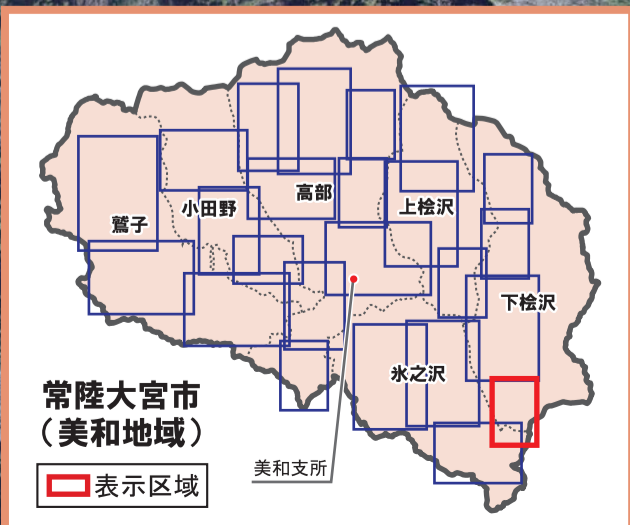 高部
小田野
上桧沢
鷲子
下桧沢
氷之沢
常陸大宮市
(美和地域)
美和支所
表示区域